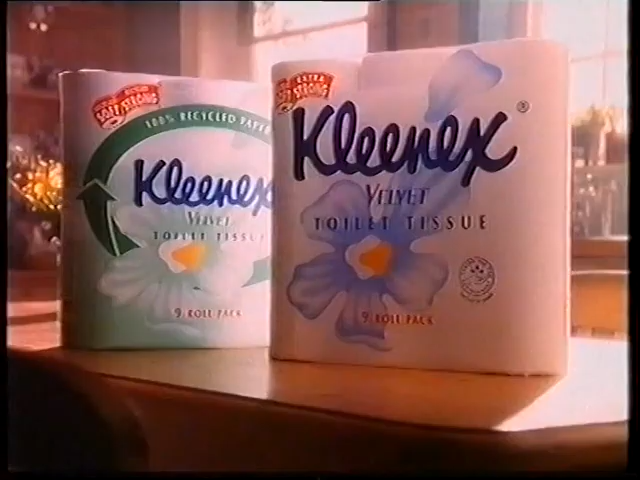 SOFT STRONG
100% RECYCLED PAPER
Kleenex
VELVET
TOILET TISSUE
9 ROLL PACK
EXTRA
STRONG
Kleenex®
VELVET
TOILET TISSUE
9 ROLL PACK